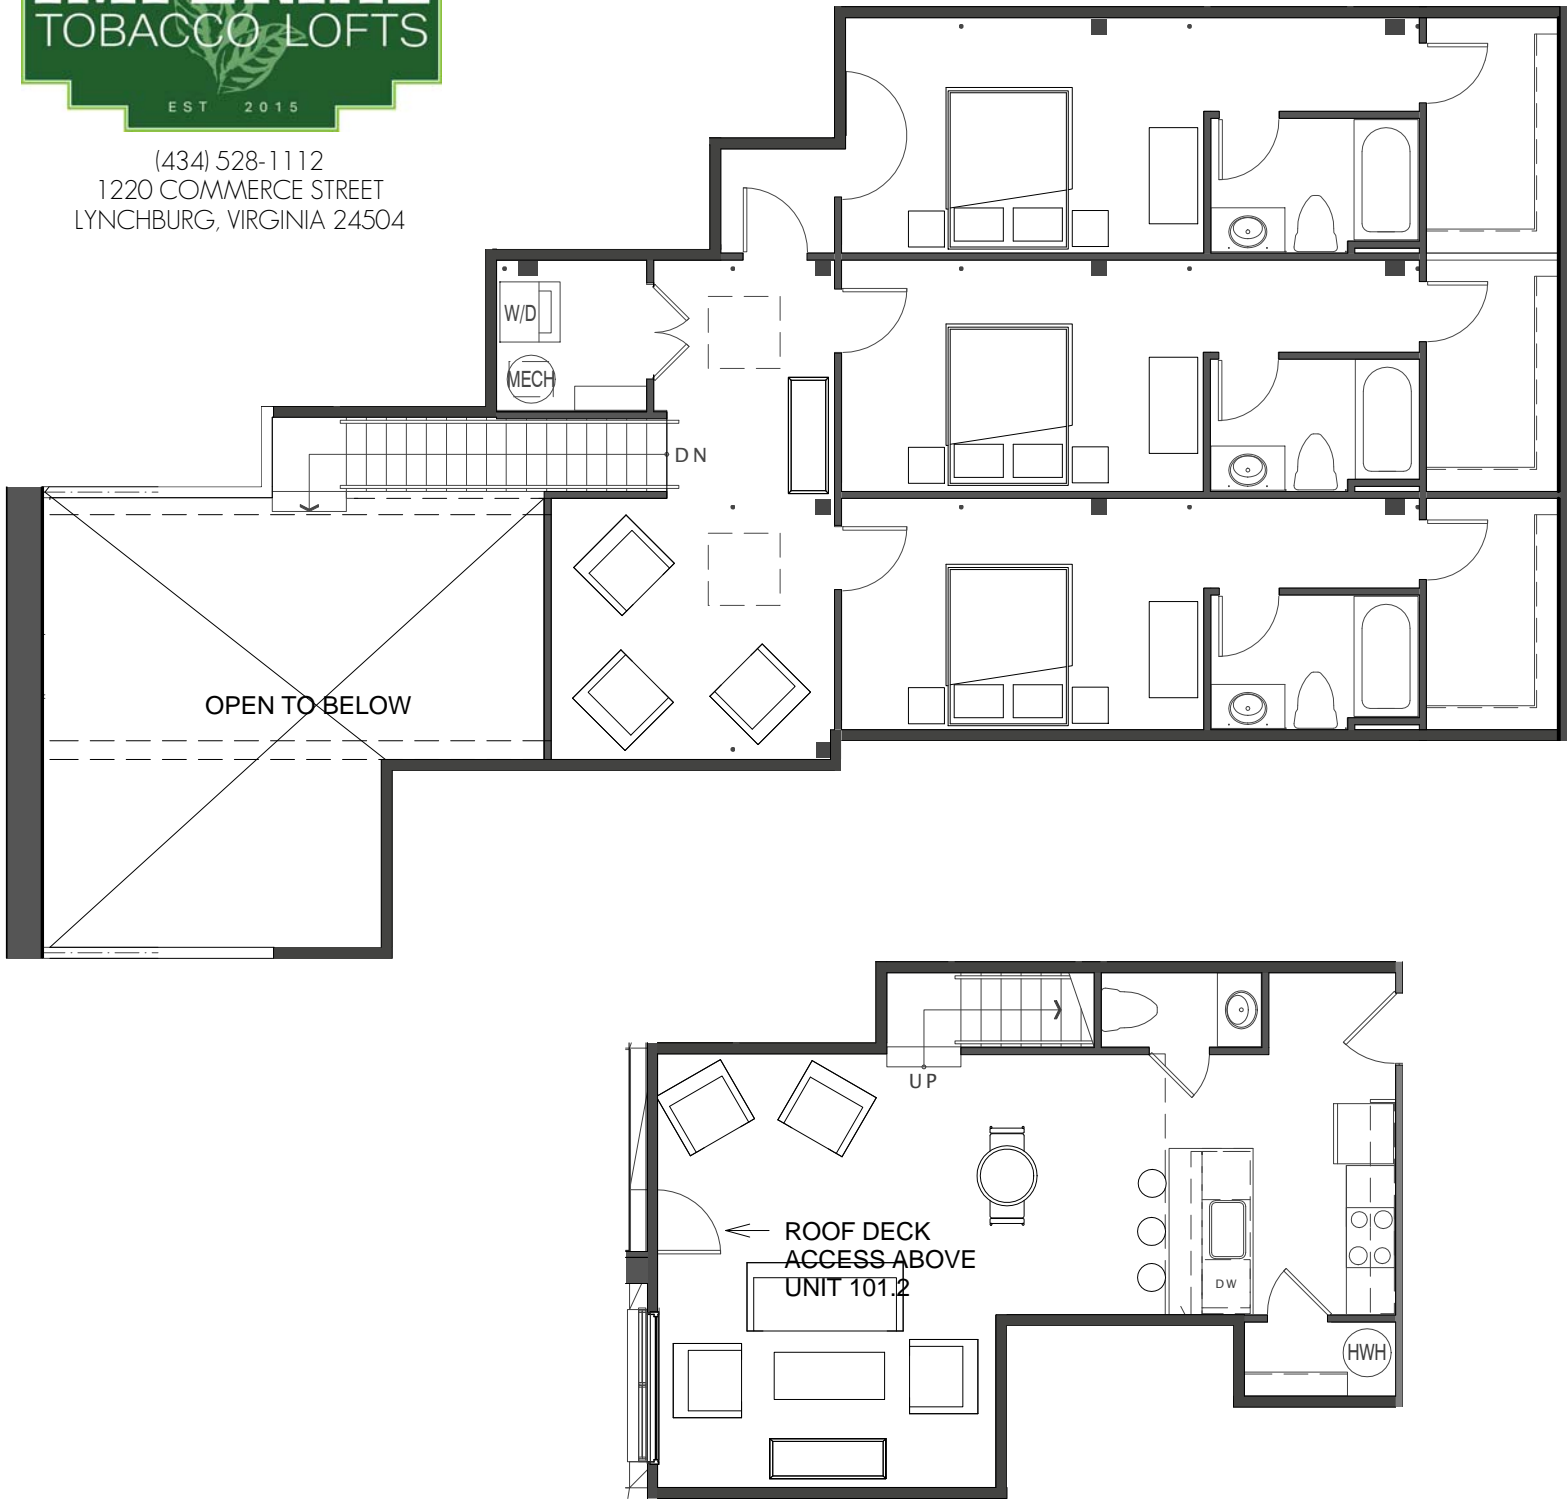 TOBACCO LOFTS
EST 2015
(434) 528-1112
1220 COMMERCE STREET
LYNCHBURG, VIRGINIA 24504
W/D
MECH
DN
OPEN TO BELOW
UP
ROOF DECK
ACCESS ABOVE
UNIT 101.2
DW
HWH